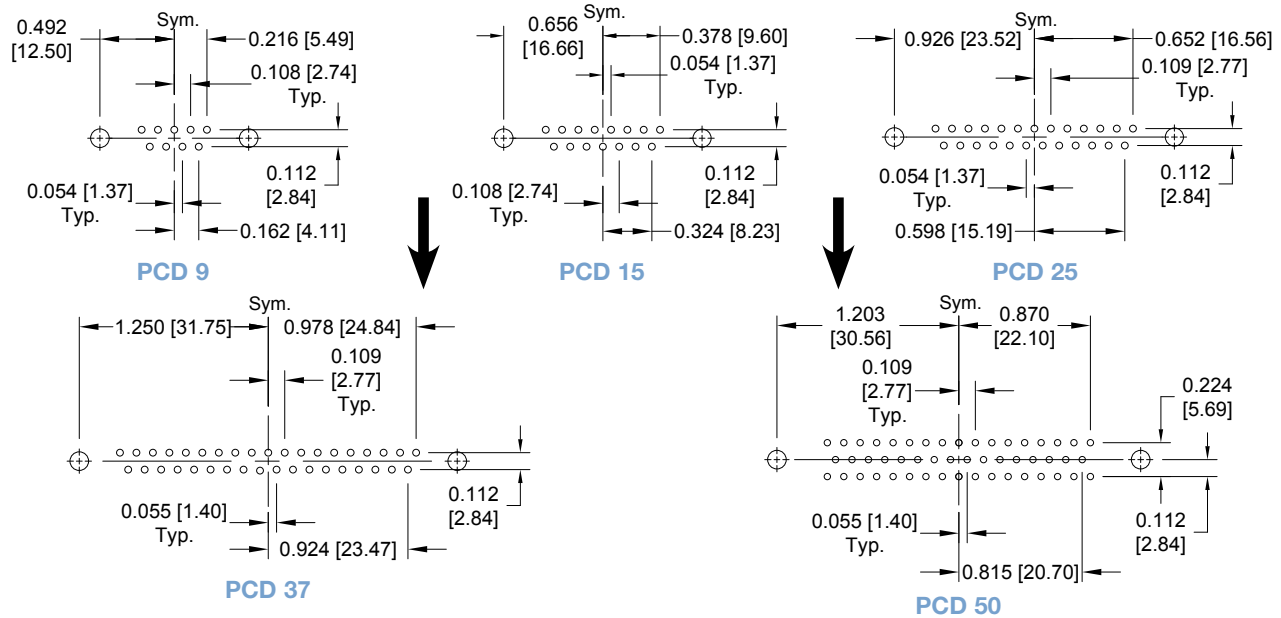 Sym.
0.492
[12.50]
0.216 [5.49]
0.108 [2.74]
Typ.
0.054 [1.37]
Typ.
0.112
[2.84]
0.162 [4.11]
PCD 9
Sym.
0.656
[16.66]
0.378 [9.60]
0.054 [1.37]
Typ.
0.108 [2.74]
Typ.
0.112
[2.84]
0.324 [8.23]
PCD 15
Sym.
0.926 [23.52]
0.652 [16.56]
0.109 [2.77]
Typ.
0.054 [1.37]
Typ.
0.112
[2.84]
0.598 [15.19]
PCD 25
Sym.
1.250 [31.75]
0.978 [24.84]
0.109
[2.77]
Typ.
0.055 [1.40]
Typ.
0.112
[2.84]
0.924 [23.47]
PCD 37
Sym.
1.203
[30.56]
0.870
[22.10]
0.109
[2.77]
Typ.
0.224
[5.69]
0.055 [1.40]
Typ.
0.112
[2.84]
0.815 [20.70]
PCD 50